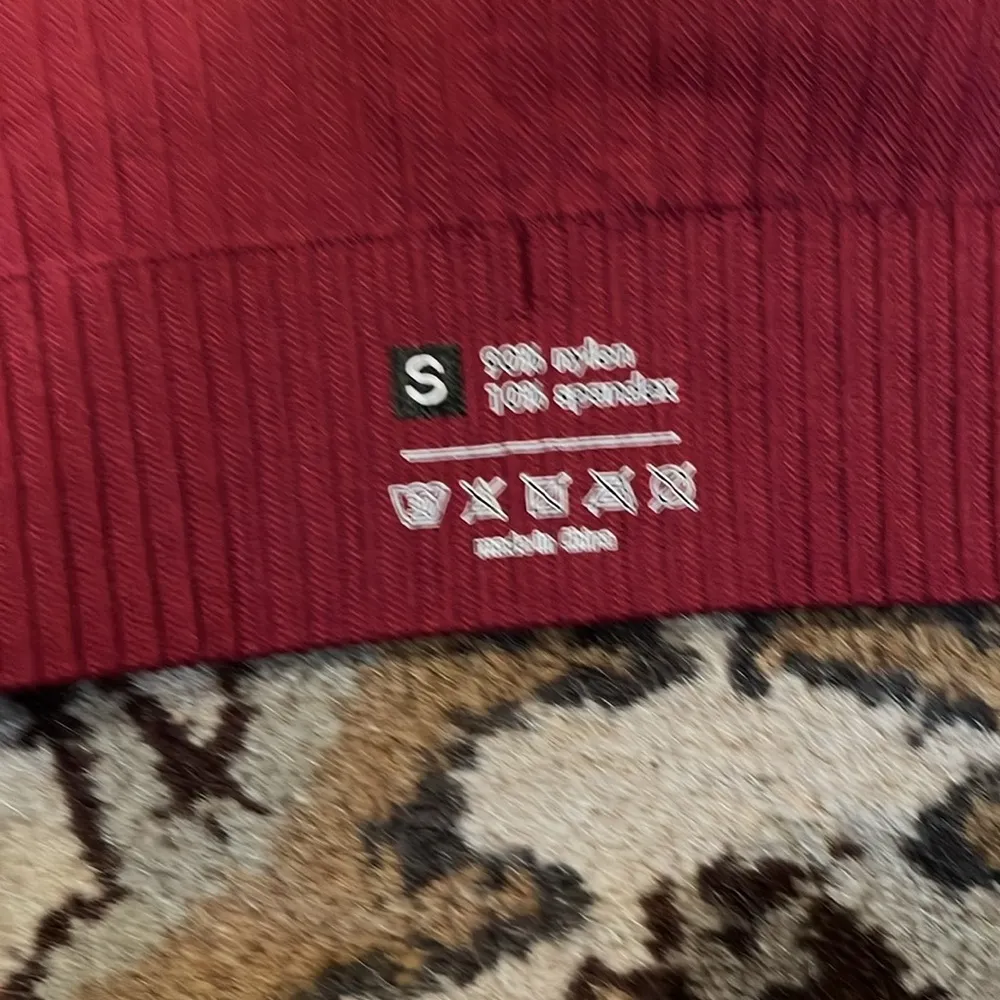 S
90% nylon
10% spandex
made in China